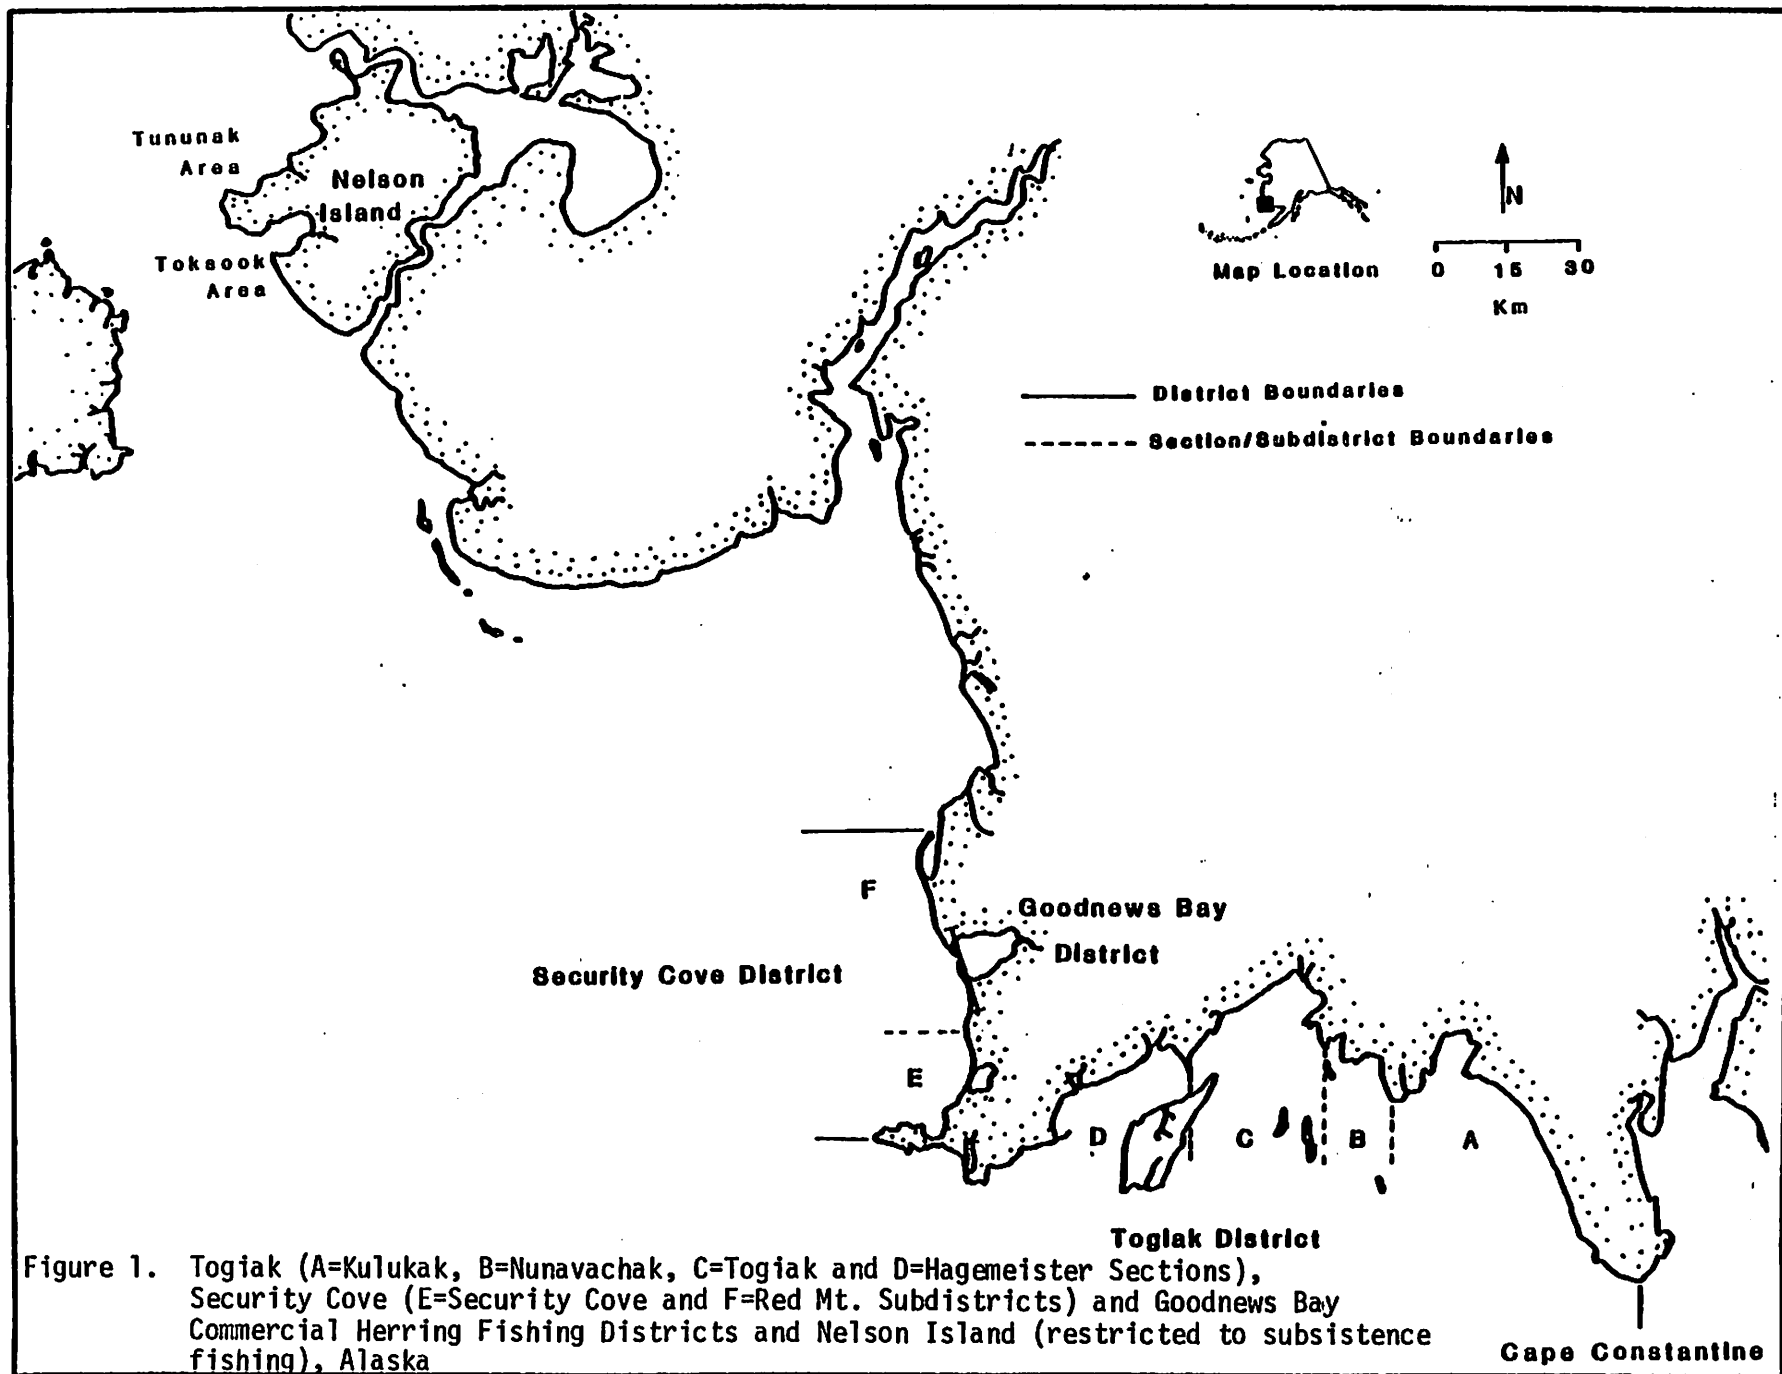 Tununak
Area
Nelson
Island
Toksook
Area
Map Location
N
0 15 30
Km
District Boundaries
Section/Subdistrict Boundaries
F
Goodnews Bay
District
Security Cove District
E
D
C
B
A
Togiak District
Cape Constantine
Figure 1. Togiak (A=Kulukak, B=Nunavachak, C=Togiak and D=Hagemeister Sections),
Security Cove (E=Security Cove and F=Red Mt. Subdistricts) and Goodnews Bay
Commercial Herring Fishing Districts and Nelson Island (restricted to subsistence
fishing), Alaska